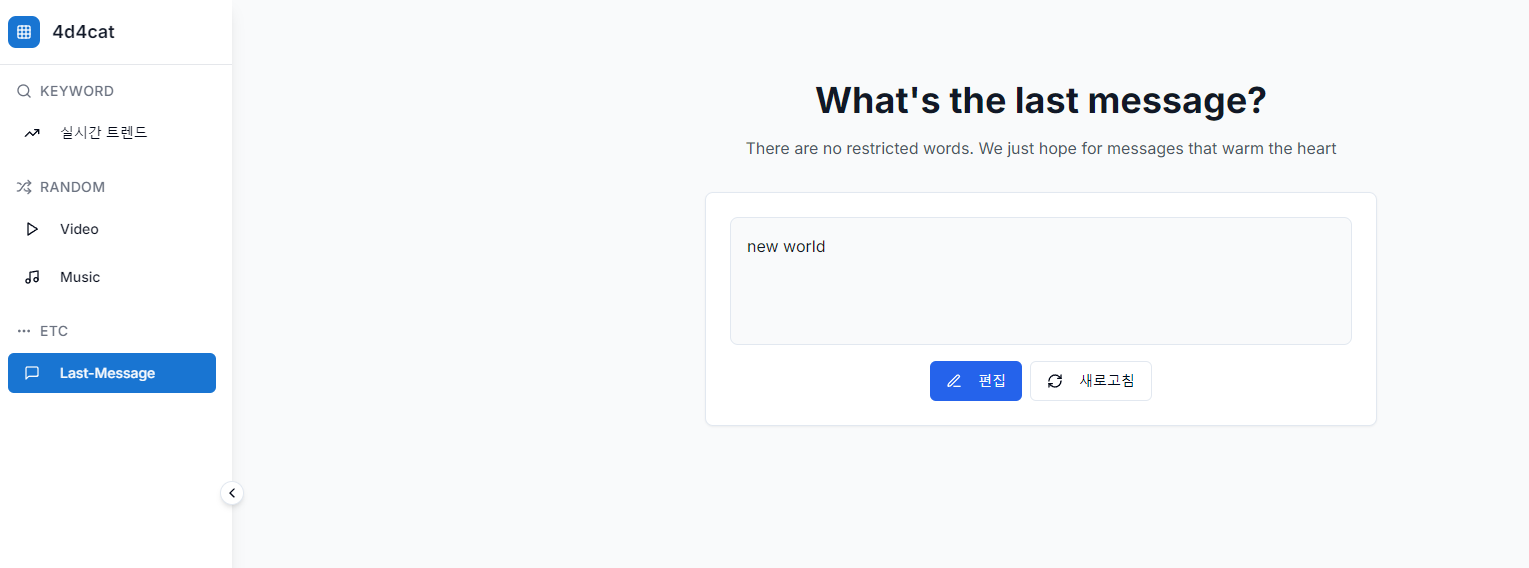 4d4cat
KEYWORD
실시간 트렌드
RANDOM
Video
Music
ETC
Last-Message
What's the last message?
There are no restricted words. We just hope for messages that warm the heart
new world
편집
새로고침